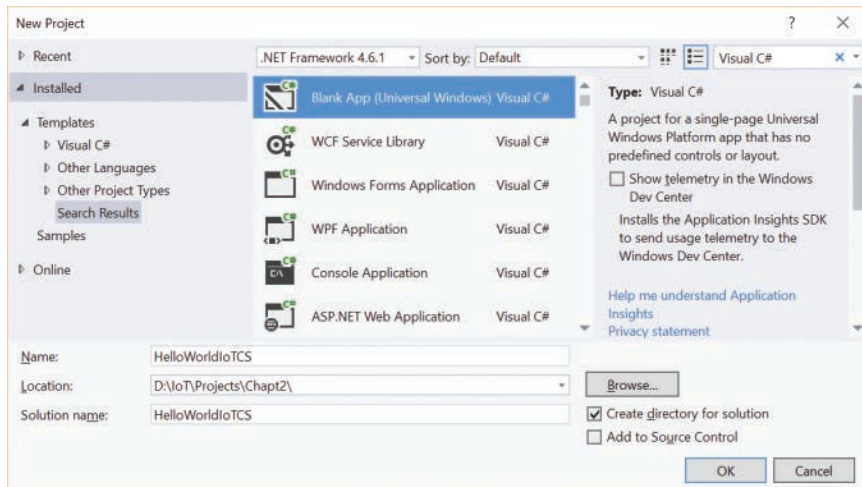 New Project
Recent
.NET Framework 4.6.1
Sort by: Default
Visual C#
Installed
Templates
Visual C#
Other Languages
Other Project Types
Search Results
Samples
Online
Blank App (Universal Windows) Visual C#
WCF Service Library Visual C#
Windows Forms Application Visual C#
WPF Application Visual C#
Console Application Visual C#
ASP.NET Web Application Visual C#
Type: Visual C#
A project for a single-page Universal
Windows Platform app that has no
predefined controls or layout.
Show telemetry in the Windows
Dev Center
Installs the Application Insights SDK
to send usage telemetry to the
Windows Dev Center.
Help me understand Application
Insights
Privacy statement
Name: HelloWorldIoTCS
Location: D:\IoT\Projects\Chapt2\
Browse...
Solution name: HelloWorldIoTCS
Create directory for solution
Add to Source Control
OK
Cancel